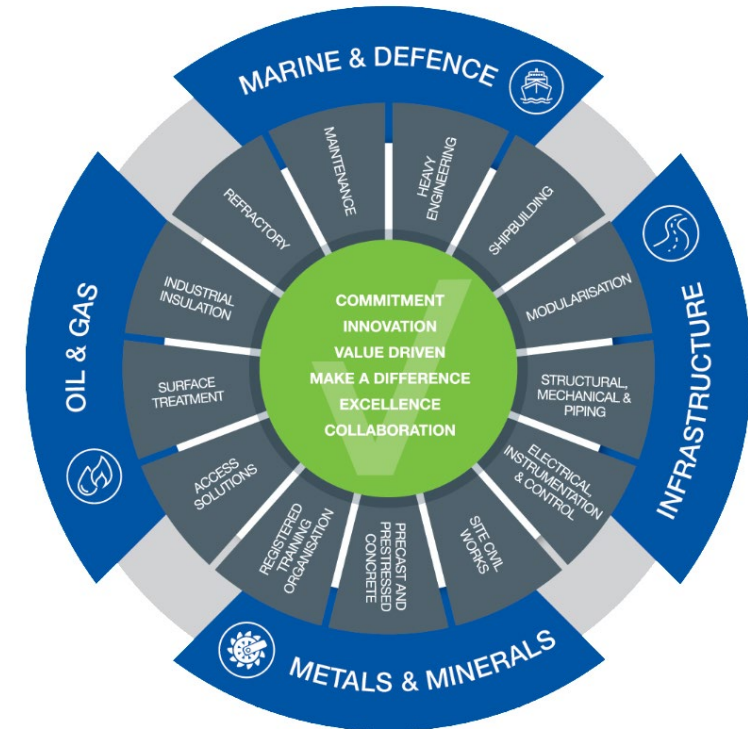 MARINE & DEFENCE
INFRASTRUCTURE
METALS & MINERALS
OIL & GAS
MAINTENANCE
HEAVY
ENGINEERING
SHIPBUILDING
MODULARISATION
STRUCTURAL,
MECHANICAL &
PIPING
ELECTRICAL,
INSTRUMENTATION
& CONTROL
SITE CIVIL
WORKS
PRECAST AND
PRESTRESSED
CONCRETE
REGISTERED
TRAINING
ORGANISATION
ACCESS
SOLUTIONS
SURFACE
TREATMENT
INDUSTRIAL
INSULATION
REFRACTORY
COMMITMENT
INNOVATION
VALUE DRIVEN
MAKE A DIFFERENCE
EXCELLENCE
COLLABORATION